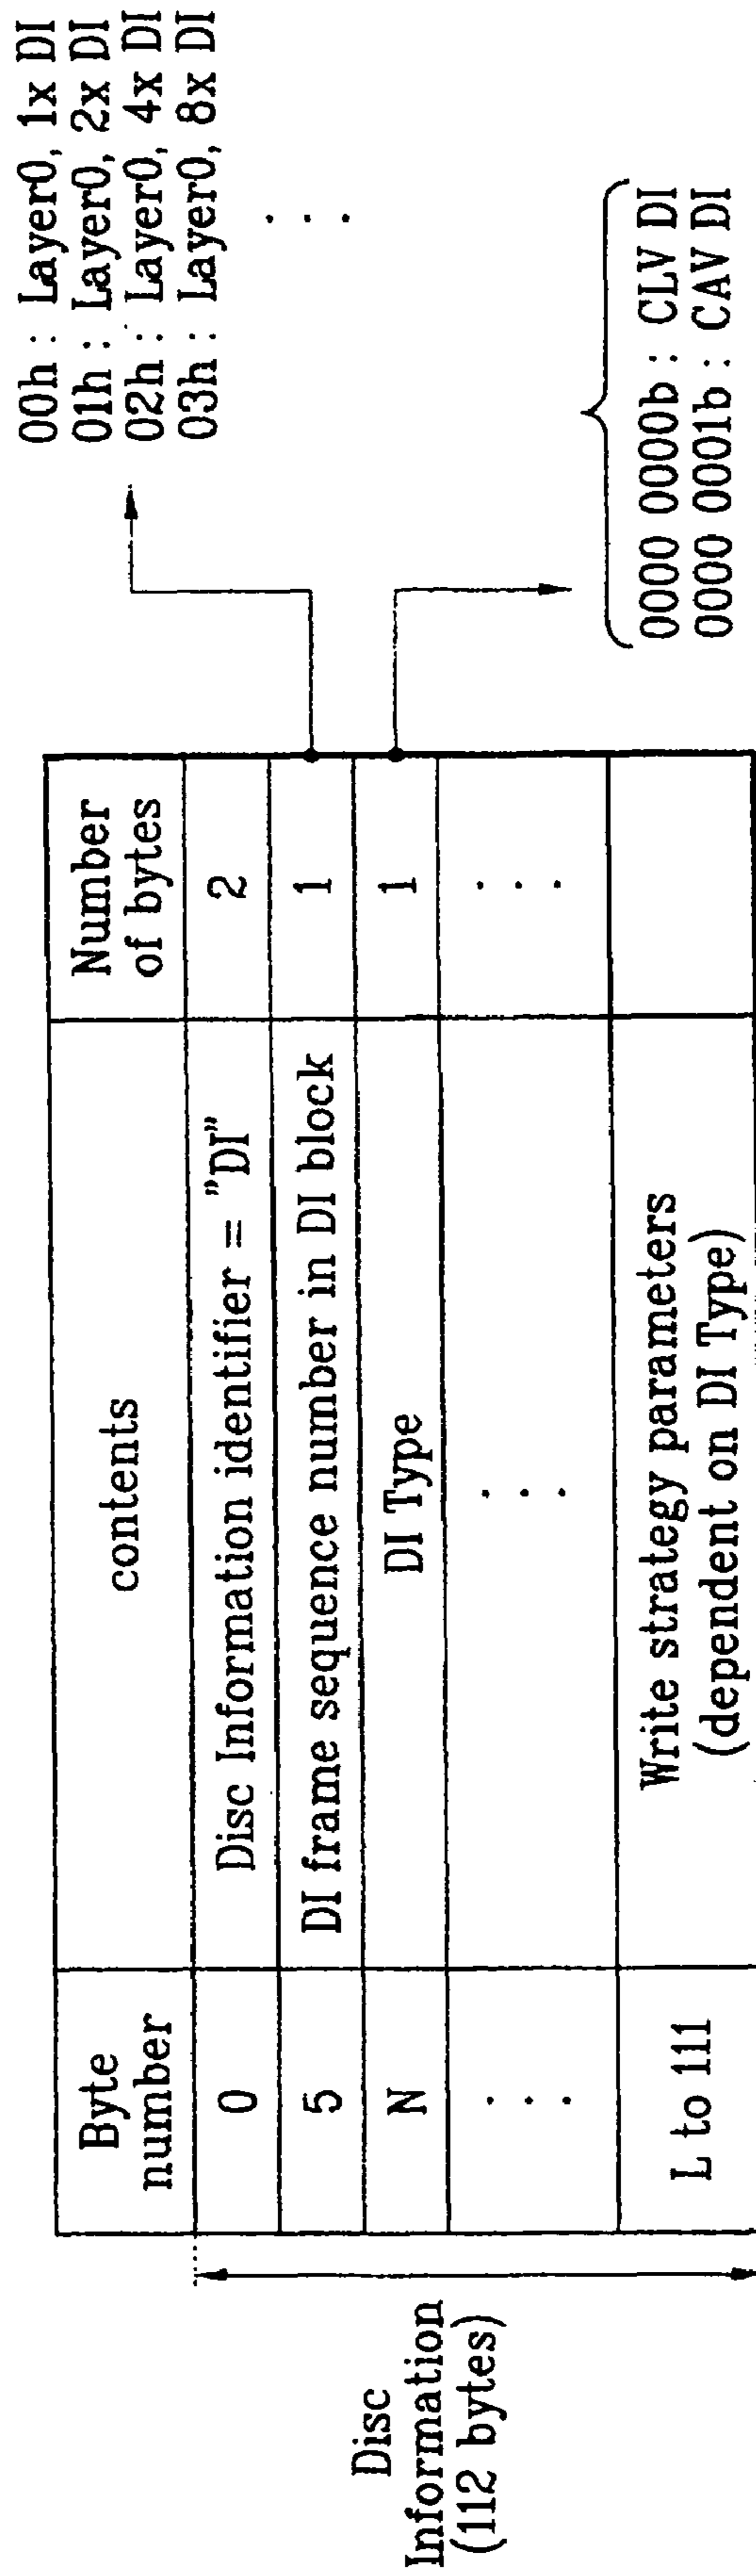 Disc
Information
(112 bytes)
Byte
number
contents
Number
of bytes
0
Disc Information identifier = "DI"
2
5
DI frame sequence number in DI block
1
N
DI Type
1
. . .
. . .
. . .
L to 111
Write strategy parameters
(dependent on DI Type)
00h : Layer0, 1x DI
01h : Layer0, 2x DI
02h : Layer0, 4x DI
03h : Layer0, 8x DI
. . .
0000 0000b : CLV DI
0000 0001b : CAV DI